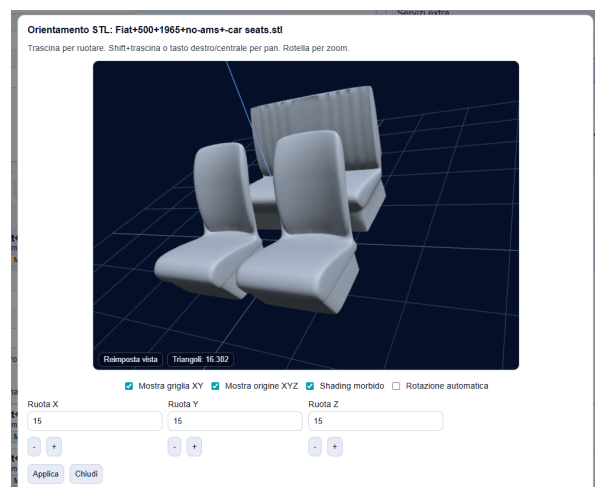 Servizi extra
Orientamento STL: Fiat+500+1965+no-ams+-car seats.stl
Trascina per ruotare. Shift+trascina o tasto destro/centrale per pan. Rotella per zoom.
Reimposta vista Triangoli: 16.302
Mostra griglia XY Mostra origine XYZ Shading morbido Rotazione automatica
Ruota X Ruota Y Ruota Z
15 15 15
- + - + - +
Applica Chiudi